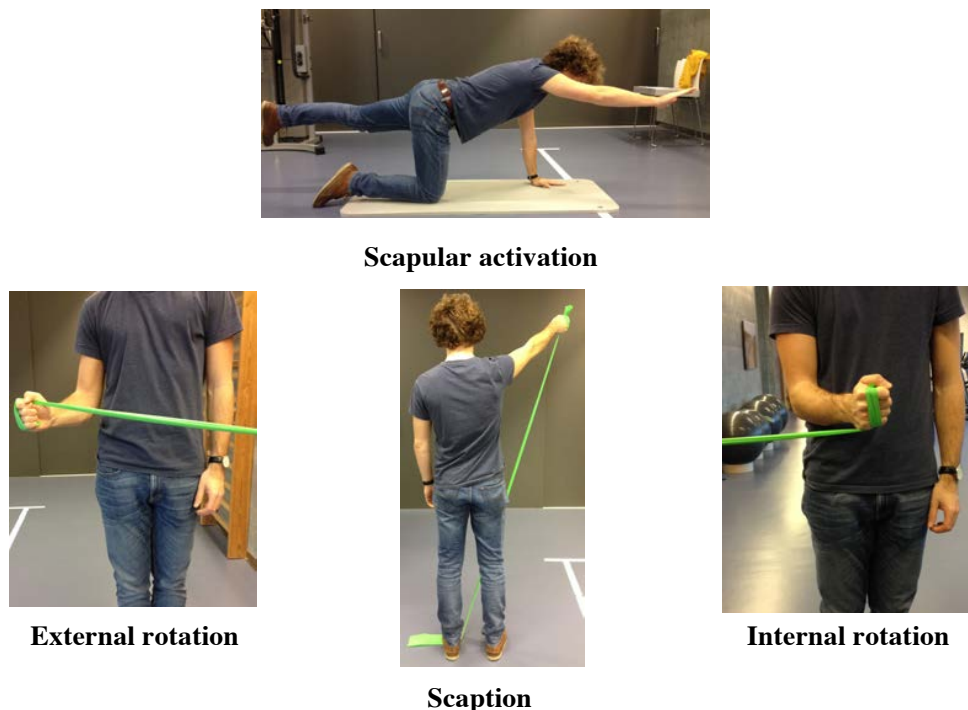 Scapular activation
External rotation
Internal rotation
Scaption